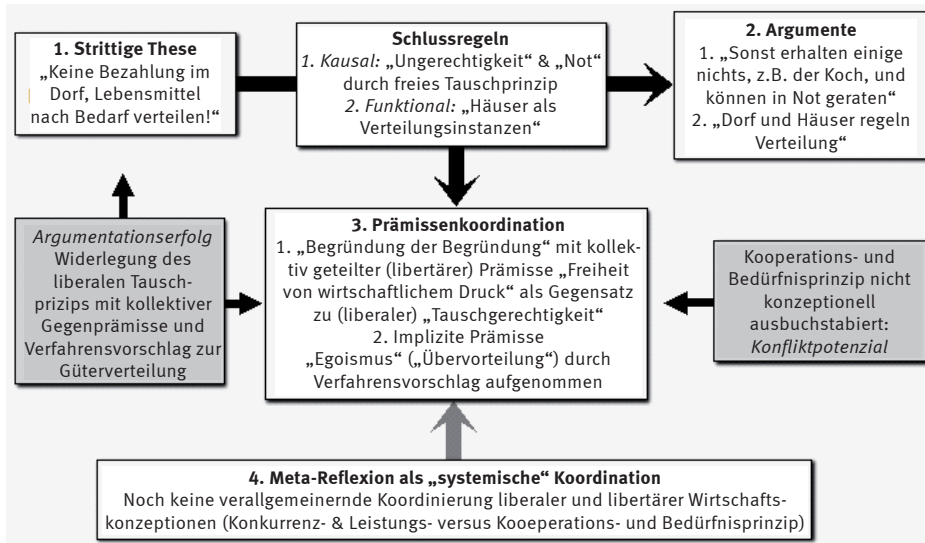 1. Strittige These
„Keine Bezahlung im
Dorf, Lebensmittel
nach Bedarf verteilen!“
Schlussregeln
1. Kausal: „Ungerechtigkeit“ & „Not“
durch freies Tauschprinzip
2. Funktional: „Häuser als
Verteilungsinstanzen“
2. Argumente
1. „Sonst erhalten einige
nichts, z.B. der Koch, und
können in Not geraten“
2. „Dorf und Häuser regeln
Verteilung“
Argumentationserfolg
Widerlegung des
liberalen Tausch-
prizips mit kollektiver
Gegenprämisse und
Verfahrensvorschlag zur
Güterverteilung
3. Prämissenkoordination
1. „Begründung der Begründung“ mit kollek-
tiv geteilter (libertärer) Prämisse „Freiheit
von wirtschaftlichem Druck“ als Gegensatz
zu (liberaler) „Tauschgerechtigkeit“
2. Implizite Prämisse
„Egoismus“ („Übervorteilung“) durch
Verfahrensvorschlag aufgenommen
Kooperations- und
Bedürfnisprinzip nicht
konzeptionell
ausbuchstabiert:
Konfliktpotenzial
4. Meta-Reflexion als „systemische“ Koordination
Noch keine verallgemeinernde Koordinierung liberaler und libertärer Wirtschafts-
konzeptionen (Konkurrenz- & Leistungs- versus Kooeperations- und Bedürfnisprinzip)